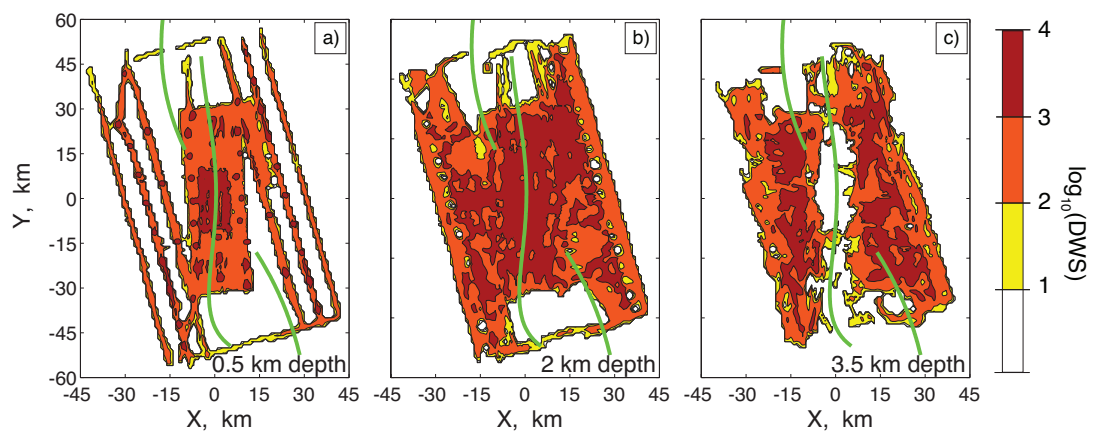 60
45
30
15
0
-15
-30
-45
-60
Y, km
a)
0.5 km depth
-45 -30 -15 0 15 30 45
X, km
b)
2 km depth
-45 -30 -15 0 15 30 45
X, km
c)
3.5 km depth
-45 -30 -15 0 15 30 45
X, km
4
3
2
1
log₁₀(DWS)